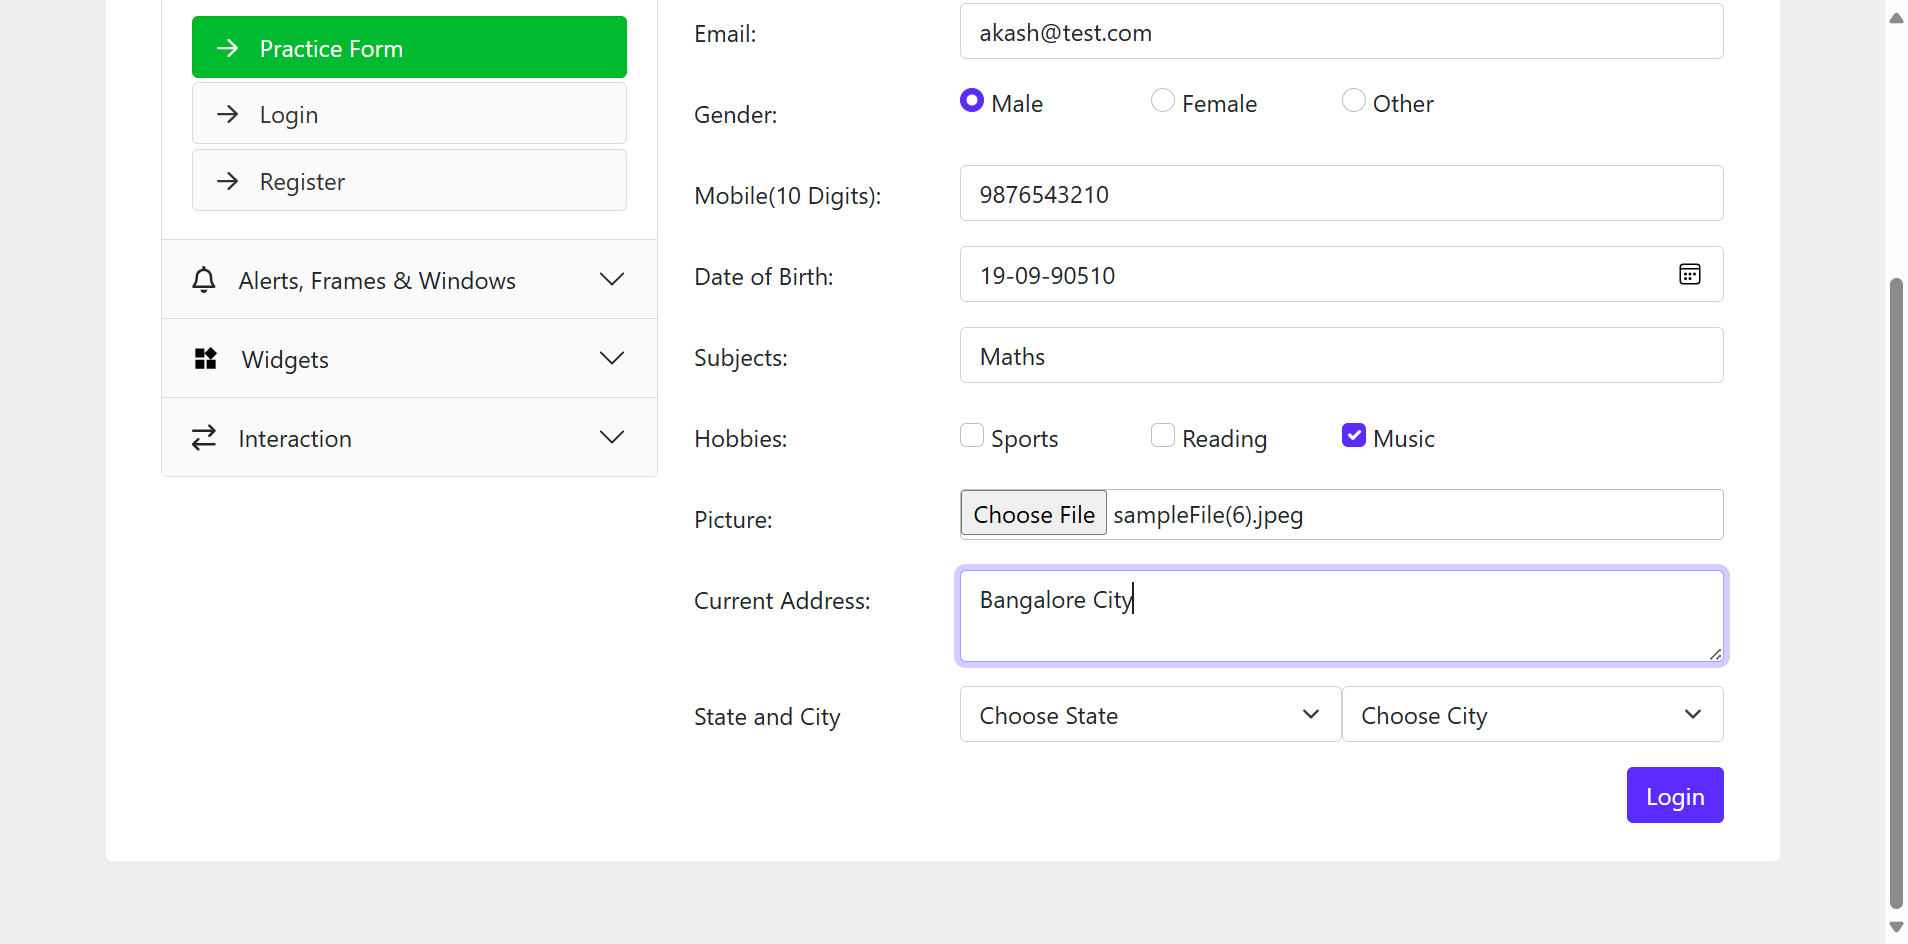 Practice Form
Login
Register
Alerts, Frames & Windows
Widgets
Interaction
Email: akash@test.com
Gender: Male Female Other
Mobile(10 Digits): 9876543210
Date of Birth: 19-09-90510
Subjects: Maths
Hobbies: Sports Reading Music
Picture: Choose File sampleFile(6).jpeg
Current Address: Bangalore City
State and City Choose State Choose City
Login